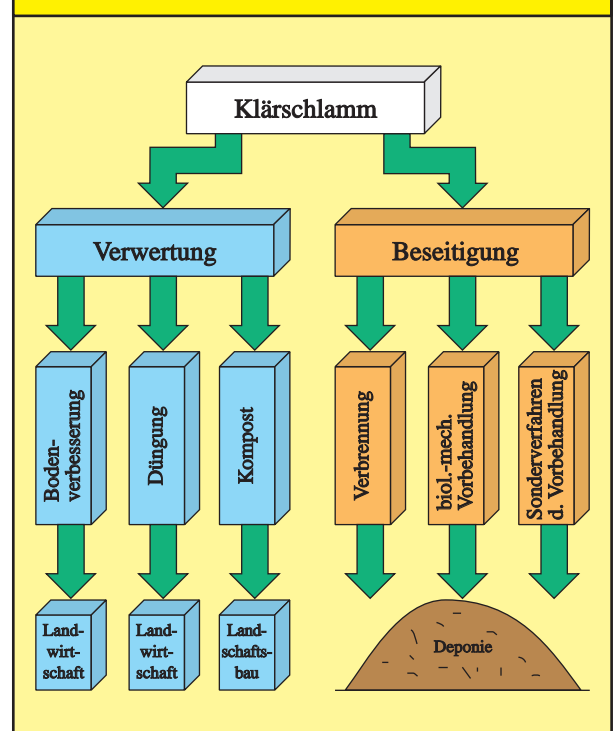 Klärschlamm
Verwertung
Beseitigung
Boden-
verbesserung
Düngung
Kompost
Verbrennung
biol.-mech.
Vorbehandlung
Sonderverfahren
d. Vorbehandlung
Land-
wirt-
schaft
Land-
wirt-
schaft
Land-
schafts-
bau
Deponie